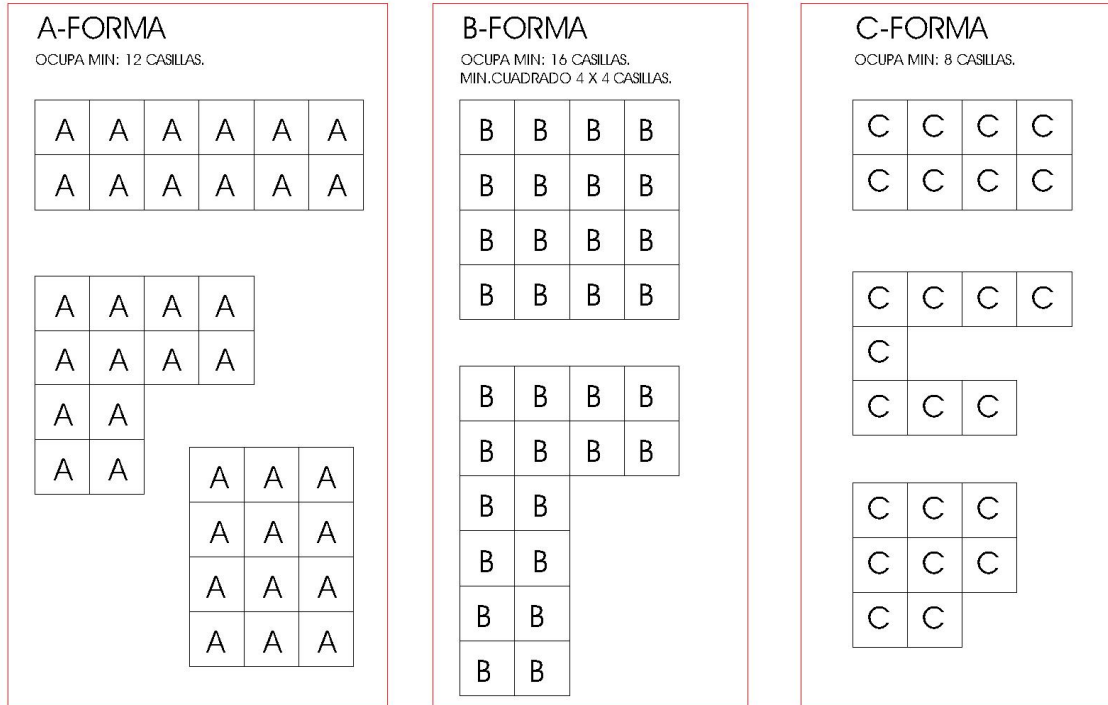 A-FORMA
OCUPA MIN: 12 CASILLAS.
A A A A A A
A A A A A A
A A A A
A A A A
A A
A A
A A A
A A A
A A A
A A A
B-FORMA
OCUPA MIN: 16 CASILLAS.
MIN.CUADRADO 4 X 4 CASILLAS.
B B B B
B B B B
B B B B
B B B B
B B B B
B B B B
B B
B B
B B
B B
C-FORMA
OCUPA MIN: 8 CASILLAS.
C C C C
C C C C
C C C C
C
C C C
C C C
C C C
C C